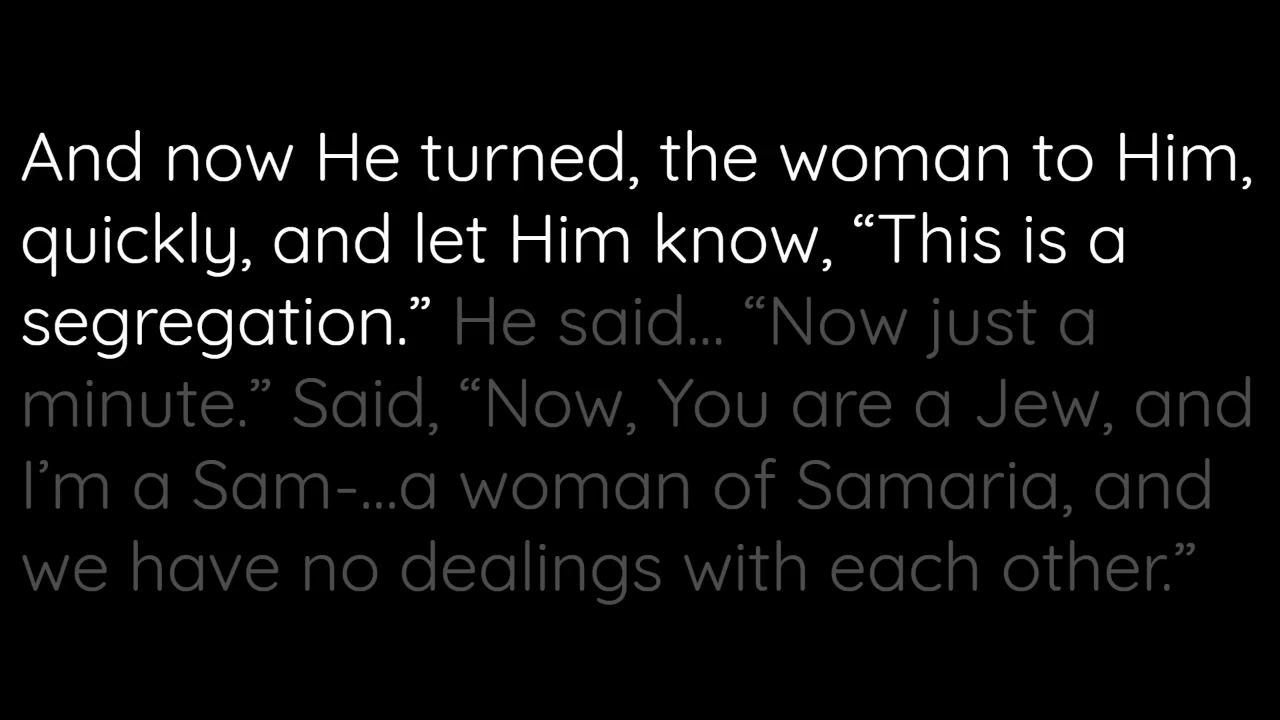 And now He turned, the woman to Him,
quickly, and let Him know, “This is a
segregation.” He said... “Now just a
minute.” Said, “Now, You are a Jew, and
I’m a Sam-...a woman of Samaria, and
we have no dealings with each other.”